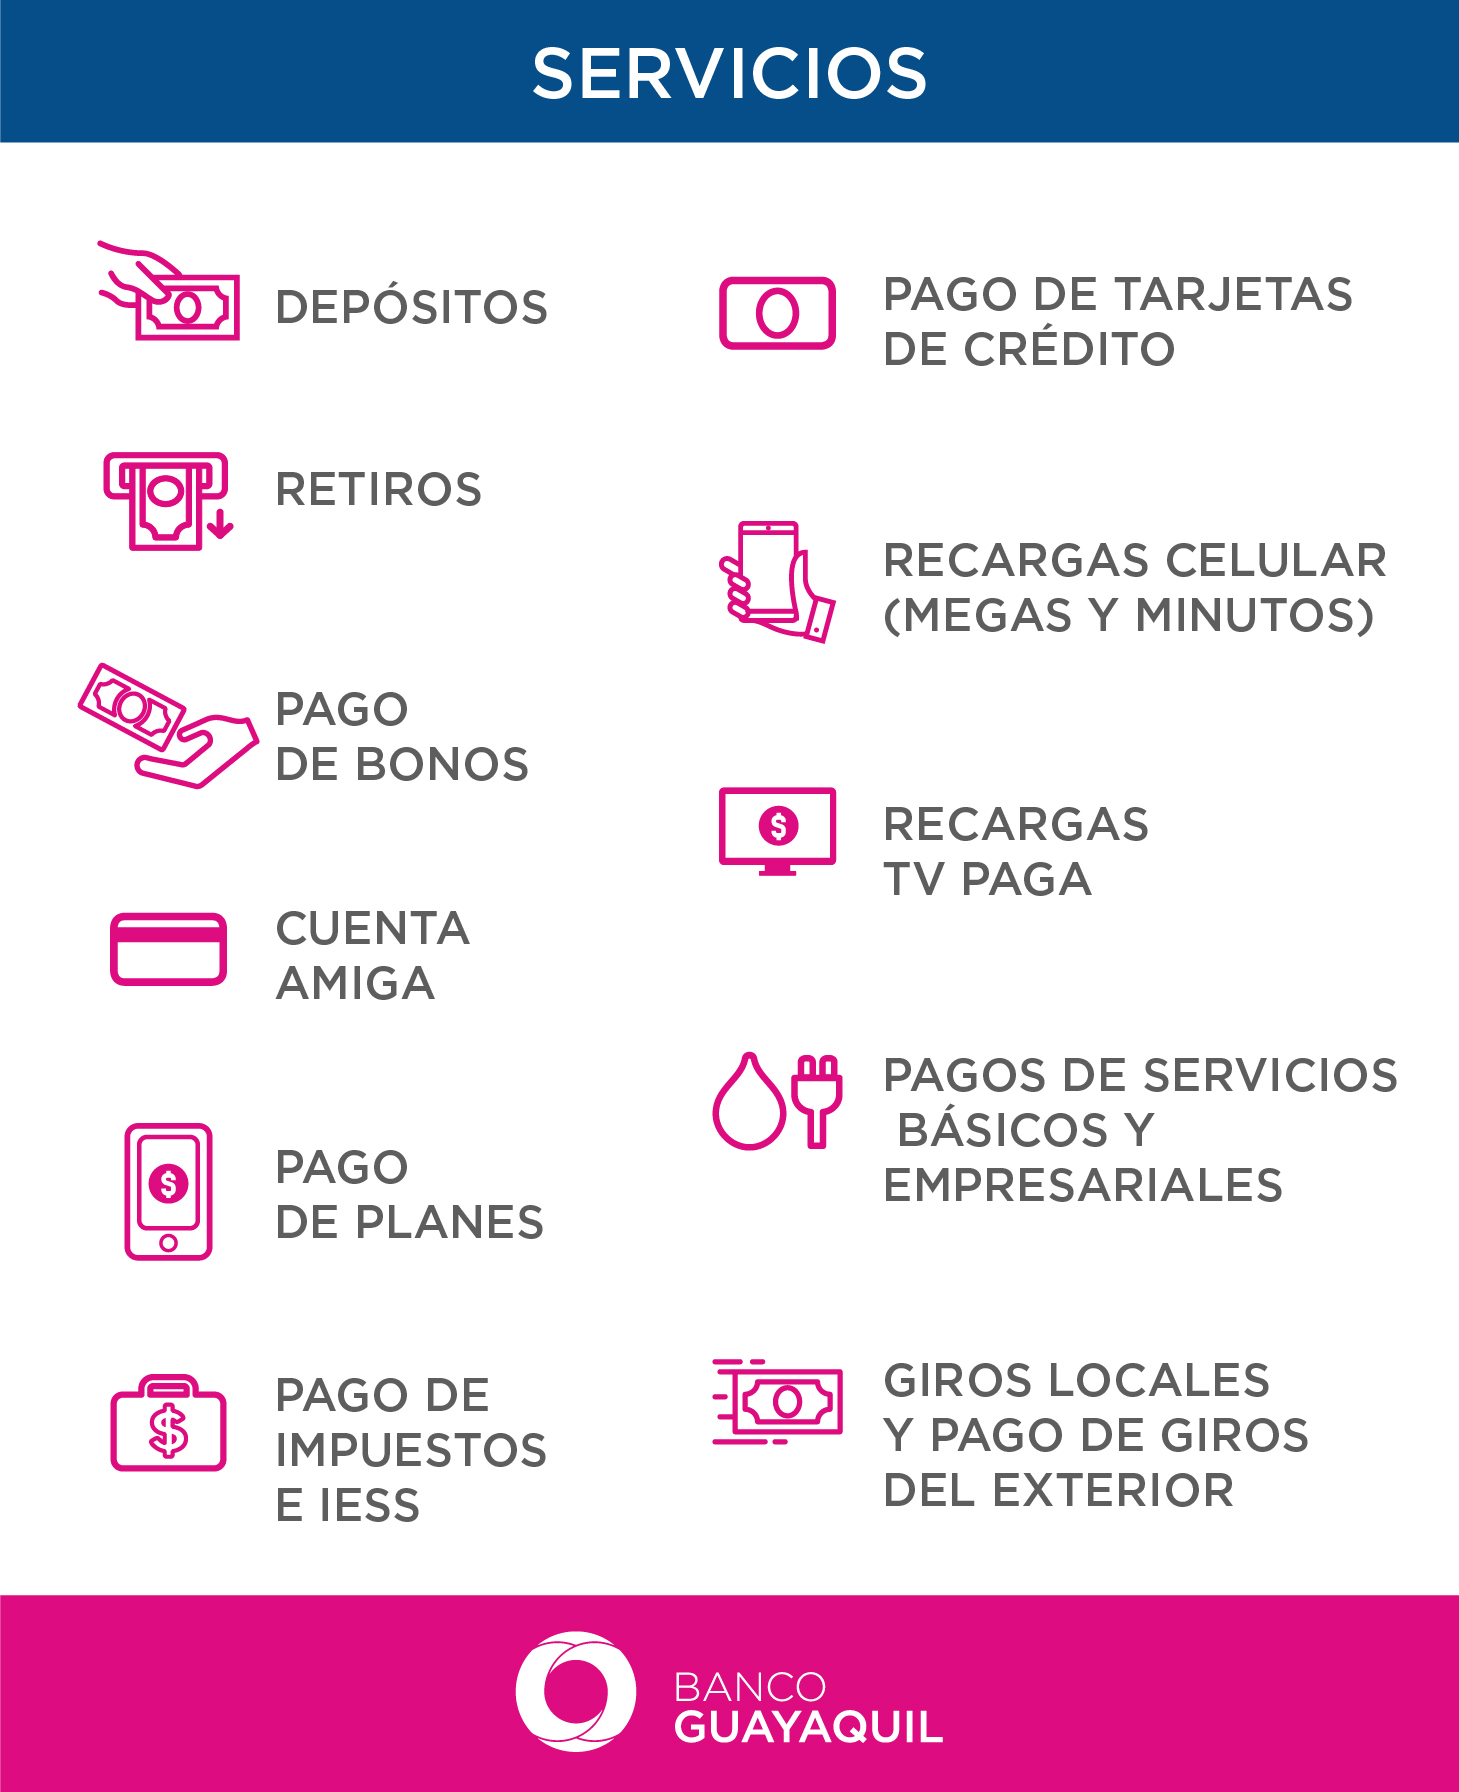 SERVICIOS
DEPÓSITOS
RETIROS
PAGO
DE BONOS
CUENTA
AMIGA
PAGO
DE PLANES
PAGO DE
IMPUESTOS
E IESS
PAGO DE TARJETAS
DE CRÉDITO
RECARGAS CELULAR
(MEGAS Y MINUTOS)
RECARGAS
TV PAGA
PAGOS DE SERVICIOS
BÁSICOS Y
EMPRESARIALES
GIROS LOCALES
Y PAGO DE GIROS
DEL EXTERIOR
BANCO
GUAYAQUIL